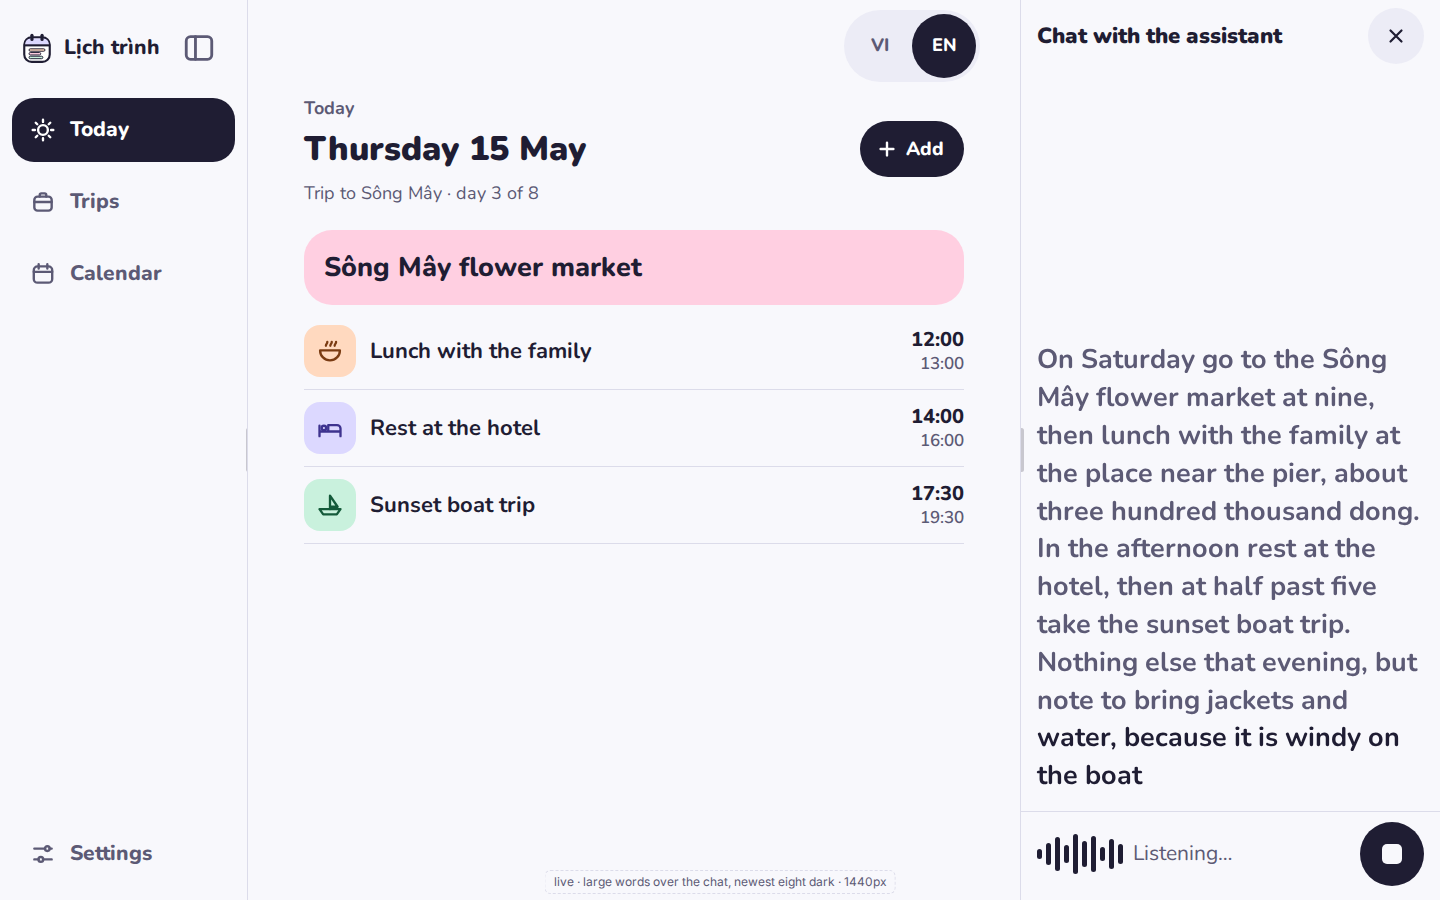 Lịch trình
Today
Trips
Calendar
Settings
VI
EN
Today
Thursday 15 May
Trip to Sông Mây · day 3 of 8
Add
Sông Mây flower market
Lunch with the family
12:00
13:00
Rest at the hotel
14:00
16:00
Sunset boat trip
17:30
19:30
live · large words over the chat, newest eight dark · 1440px
Chat with the assistant
On Saturday go to the Sông
Mây flower market at nine,
then lunch with the family at
the place near the pier, about
three hundred thousand dong.
In the afternoon rest at the
hotel, then at half past five
take the sunset boat trip.
Nothing else that evening, but
note to bring jackets and
water, because it is windy on
the boat
Listening...